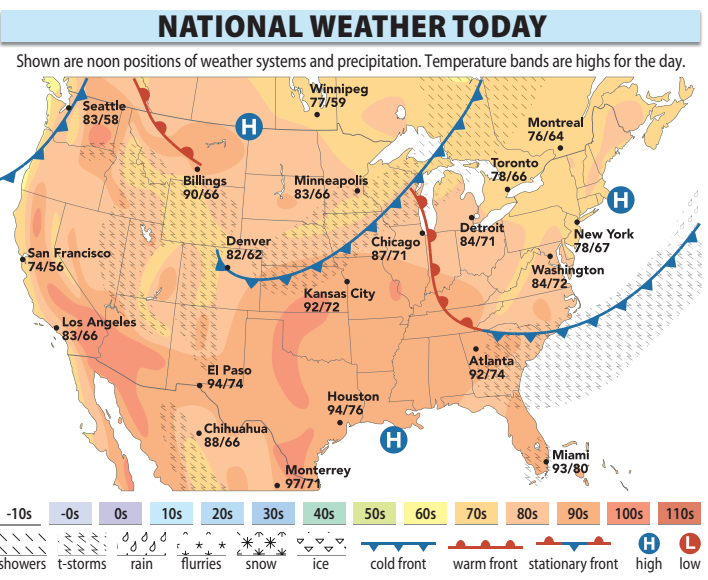 NATIONAL WEATHER TODAY
Shown are noon positions of weather systems and precipitation. Temperature bands are highs for the day.
Winnipeg
77/59
Seattle
83/58
H
Montreal
76/64
Toronto
78/66
Billings
90/66
Minneapolis
83/66
H
Denver
82/62
Chicago
87/71
Detroit
84/71
New York
78/67
San Francisco
74/56
Washington
84/72
Kansas City
92/72
Los Angeles
83/66
Atlanta
92/74
El Paso
94/74
Houston
94/76
Chihuahua
88/66
H
Miami
93/80
Monterrey
97/71
-10s -0s 0s 10s 20s 30s 40s 50s 60s 70s 80s 90s 100s 110s
H L
showers t-storms rain flurries snow ice cold front warm front stationary front high low